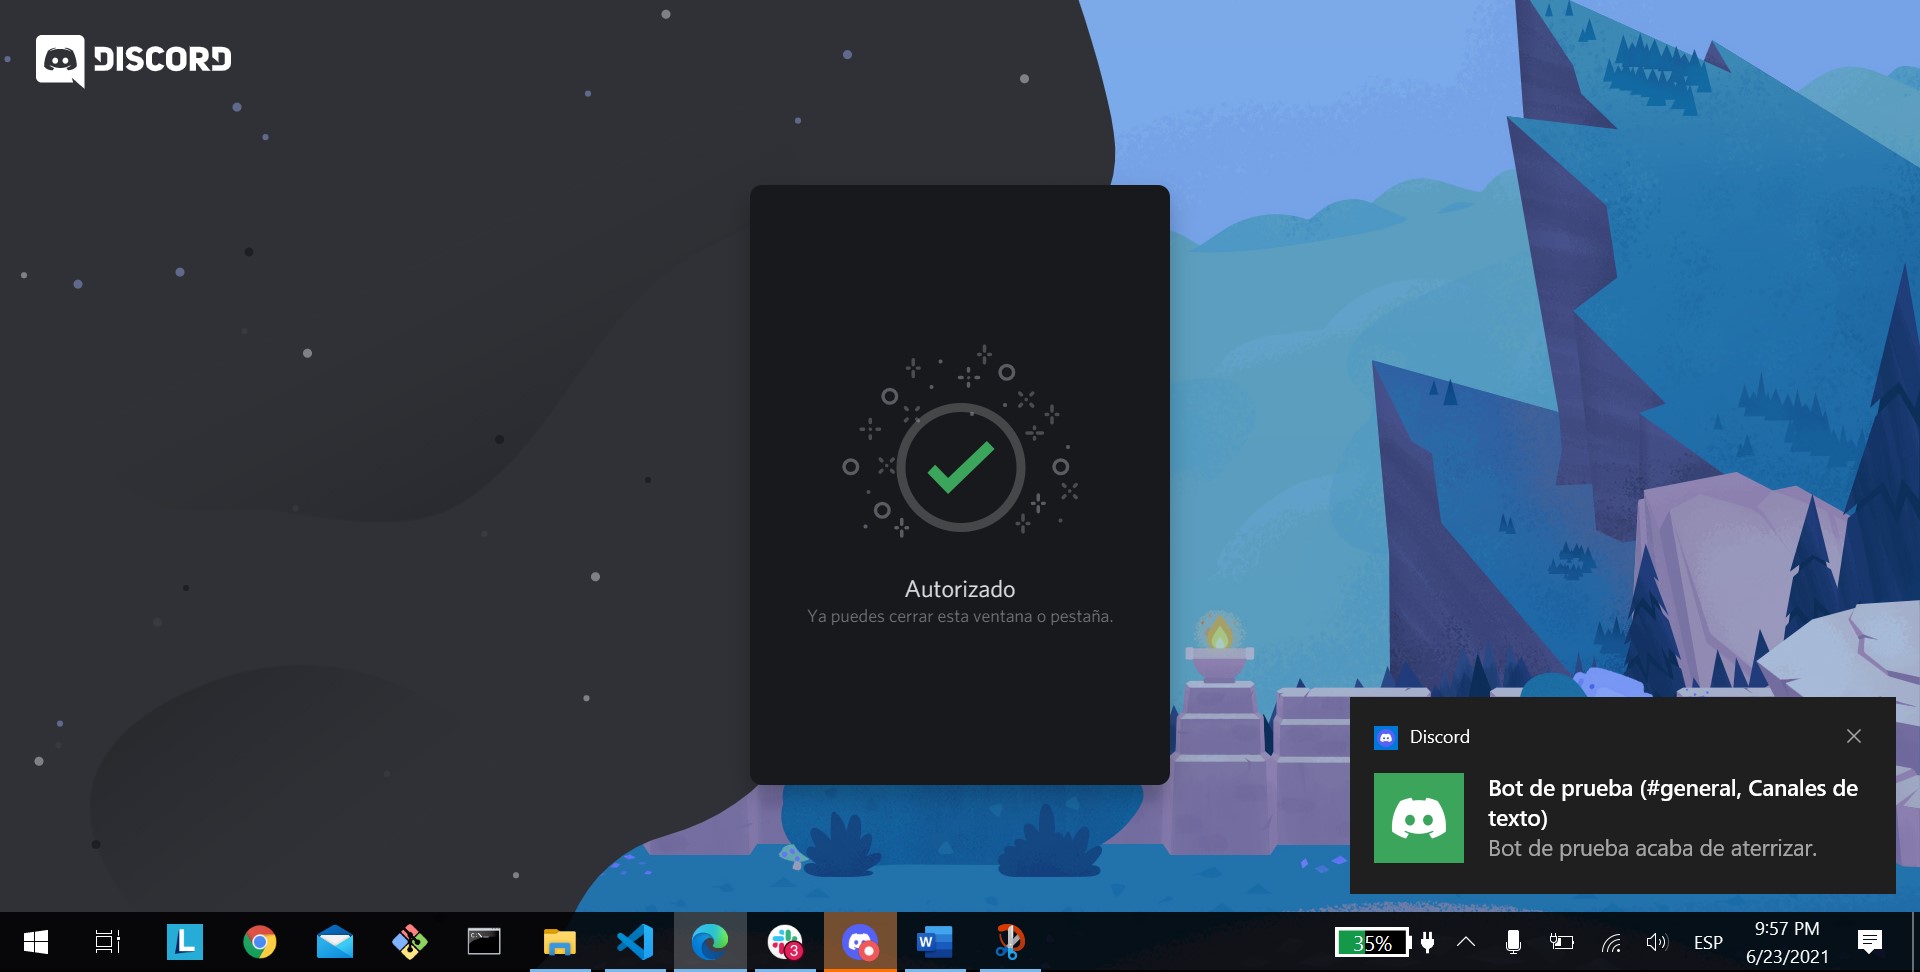 DISCORD
Autorizado
Ya puedes cerrar esta ventana o pestaña.
Discord
Bot de prueba (#general, Canales de
texto)
Bot de prueba acaba de aterrizar.
L
C:\_
3
W
35%
ESP
9:57 PM
6/23/2021